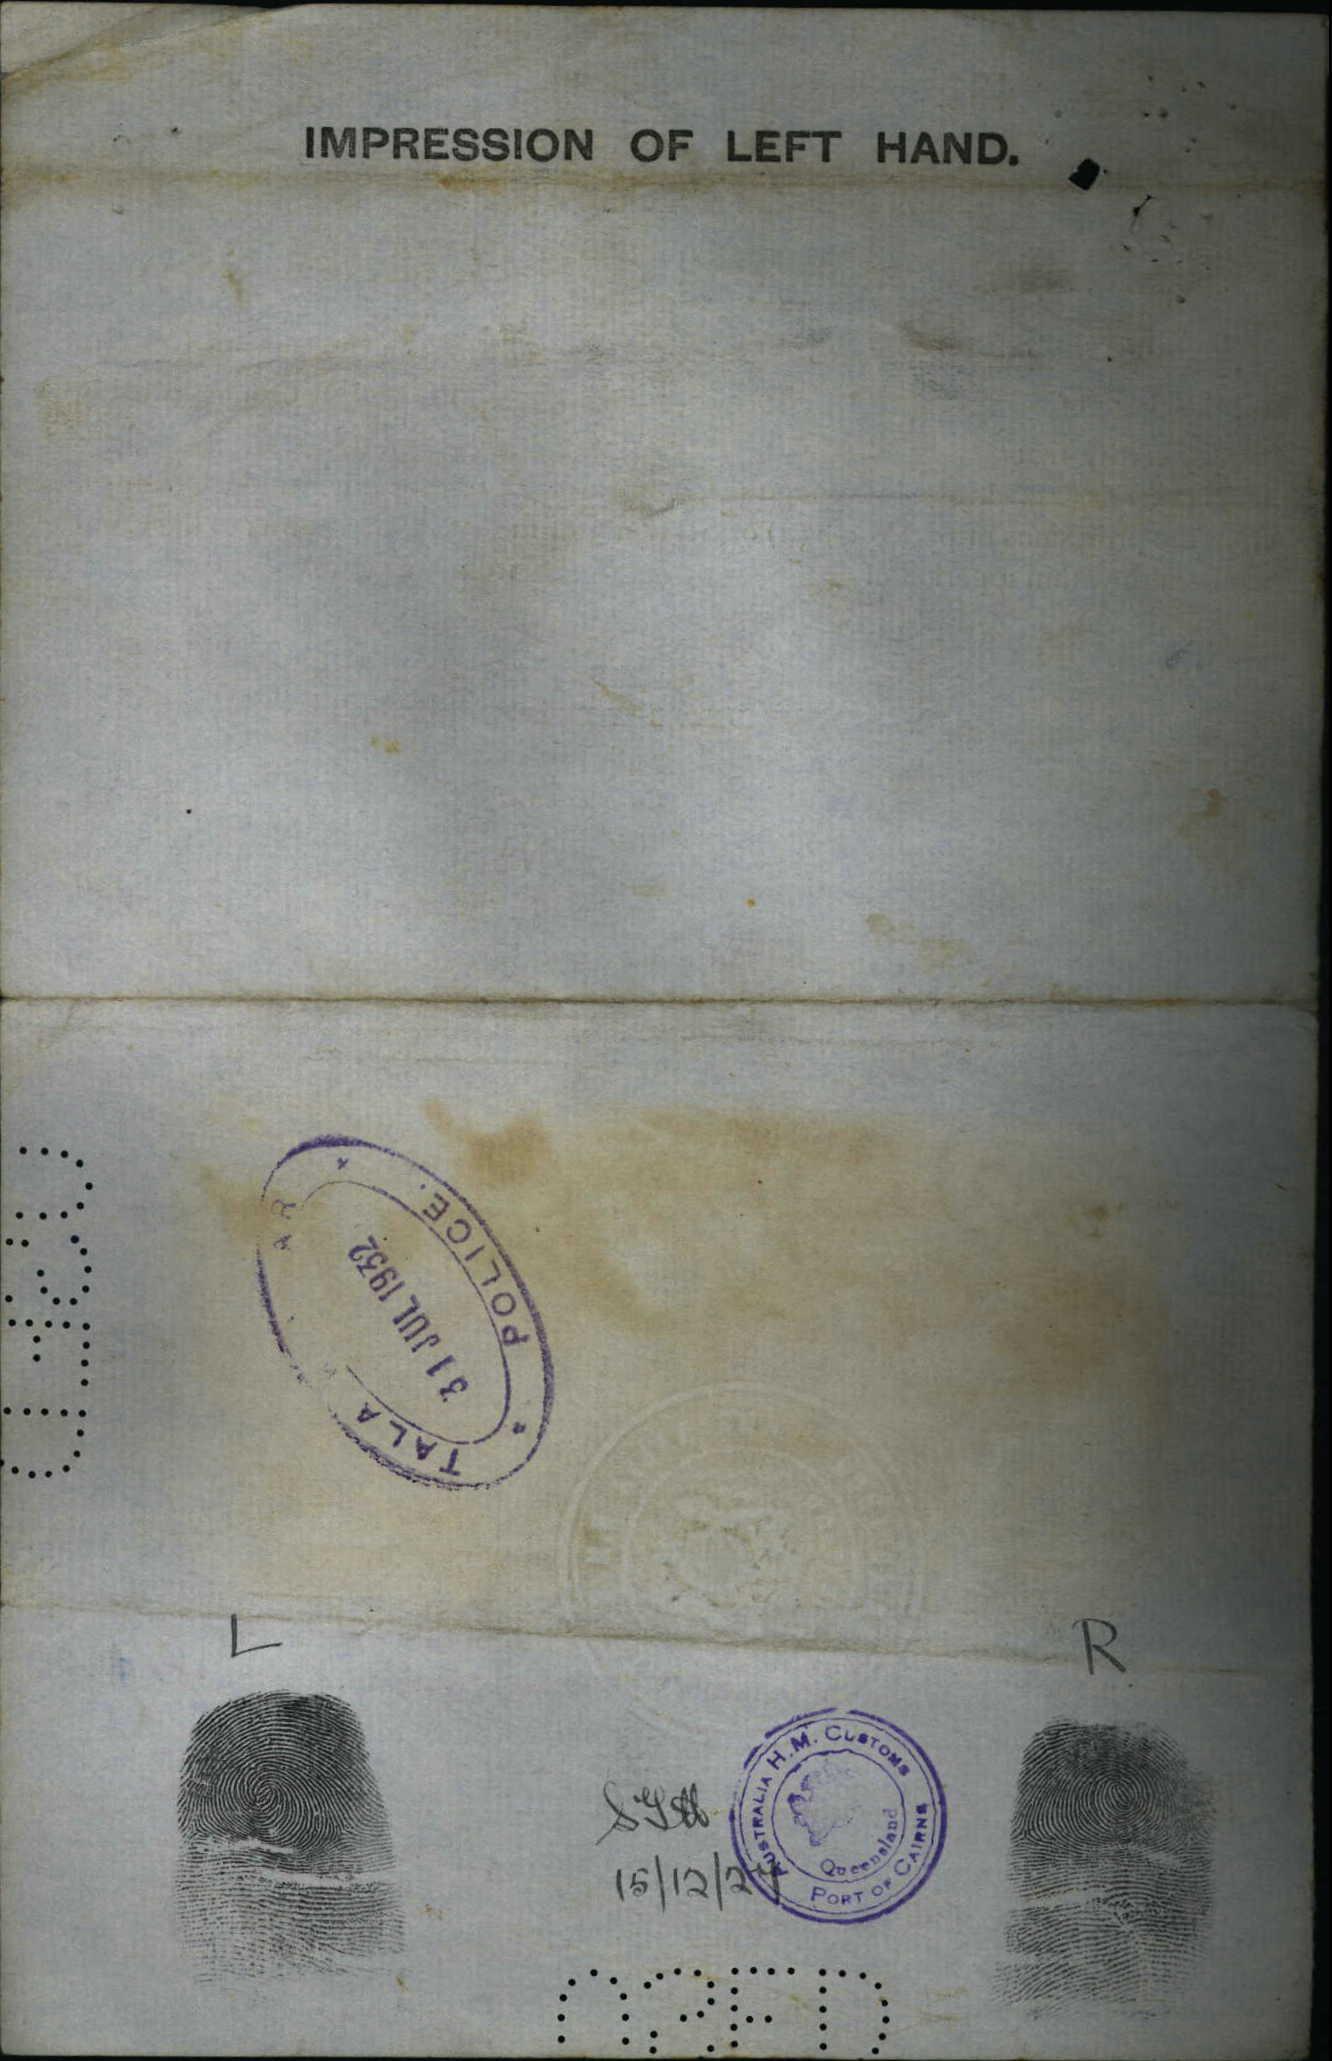 IMPRESSION OF LEFT HAND.
POLICE.
31 JUL 1932
TALA
L
R
H.M. CUSTOMS
AUSTRALIA
Queensland
PORT OF CAIRNS
15/12/27